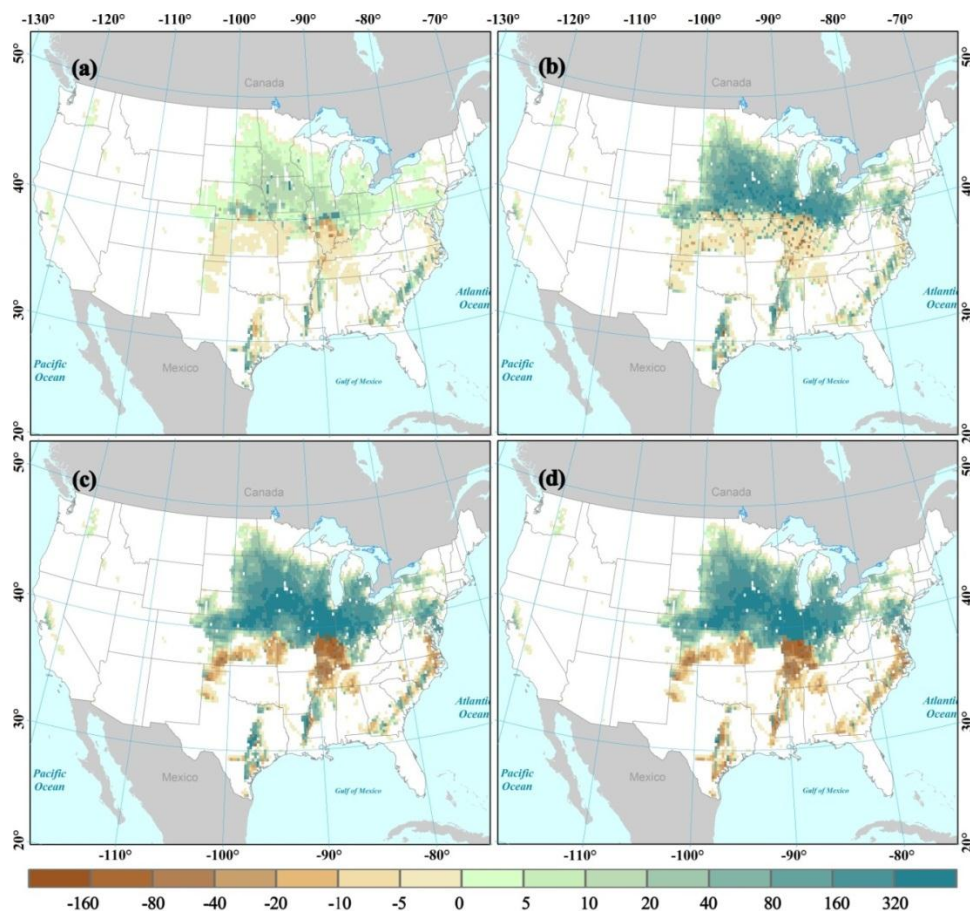 -130° -120° -110° -100° -90° -80° -70° -120° -110° -100° -90° -80° -70°
50°
40°
30°
20°
(a)
Canada
Mexico
Pacific
Ocean
Atlantic
Ocean
Gulf of Mexico
(b)
Canada
Mexico
Pacific
Ocean
Atlantic
Ocean
Gulf of Mexico
50°
40°
30°
20°
50°
40°
30°
20°
(c)
Canada
Mexico
Pacific
Ocean
Atlantic
Ocean
Gulf of Mexico
(d)
Canada
Mexico
Pacific
Ocean
Atlantic
Ocean
Gulf of Mexico
50°
40°
30°
20°
-110° -100° -90° -80° -110° -100° -90° -80°
-160 -80 -40 -20 -10 -5 0 5 10 20 40 80 160 320